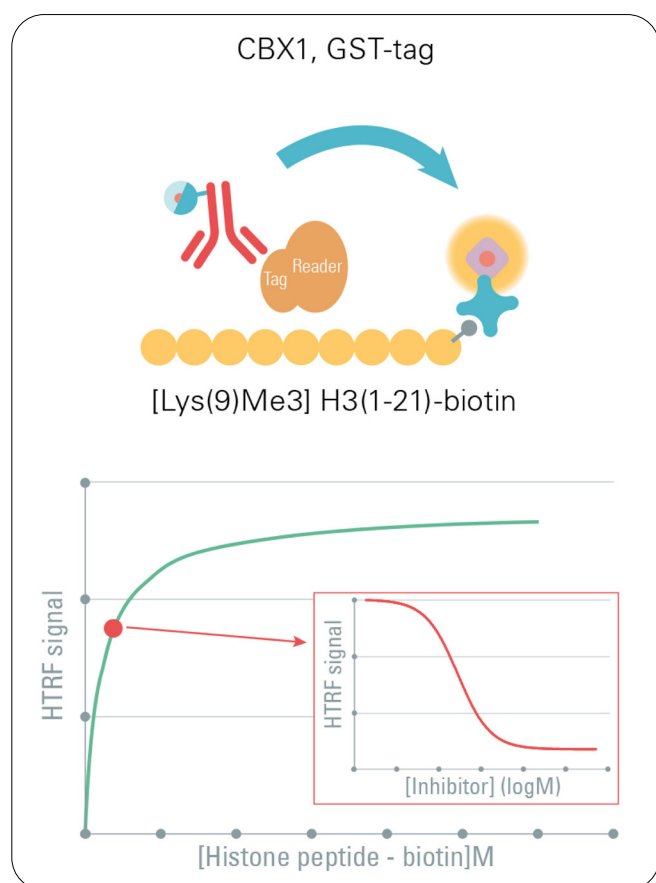 CBX1, GST-tag
Reader
Tag
[Lys(9)Me3] H3(1-21)-biotin
HTRF signal
HTRF signal
[Inhibitor] (logM)
[Histone peptide - biotin]M